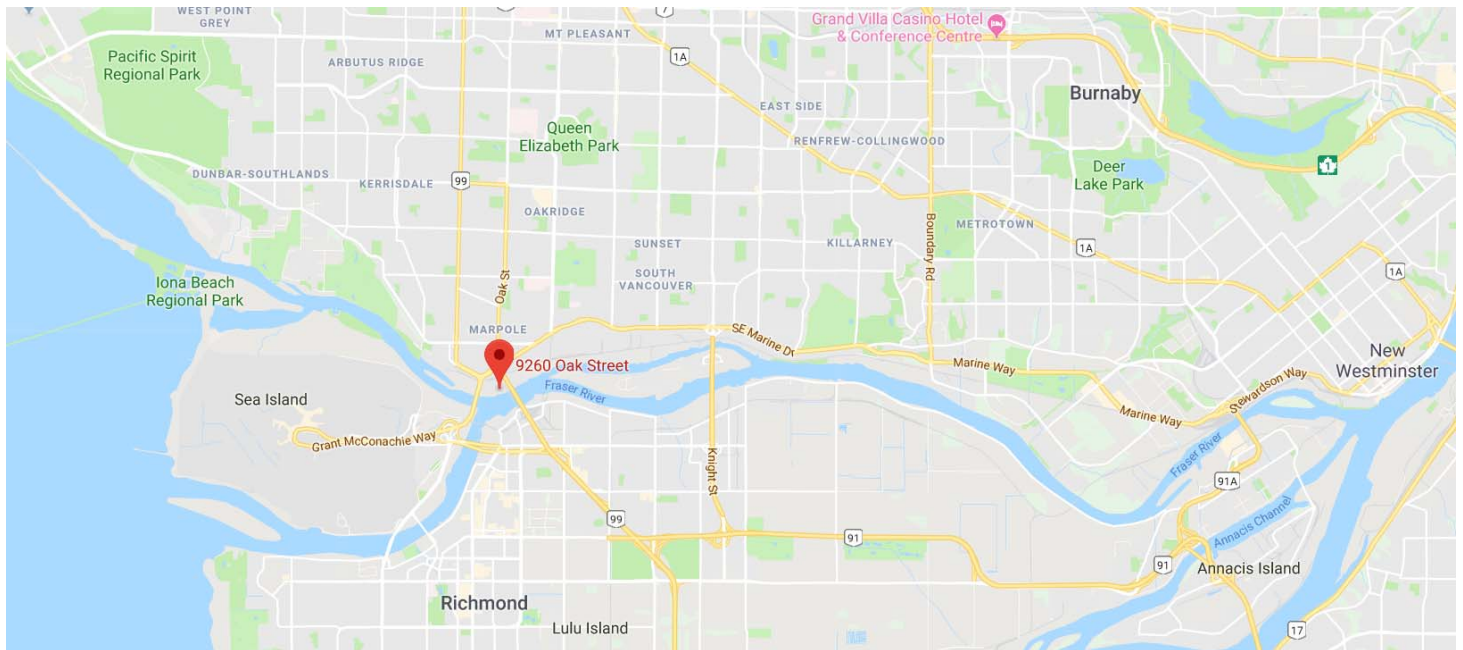 WEST POINT
GREY
7
Grand Villa Casino Hotel
& Conference Centre
MT PLEASANT
Pacific Spirit
Regional Park
ARBUTUS RIDGE
1A
Burnaby
EAST SIDE
Queen
Elizabeth Park
RENFREW-COLLINGWOOD
1
Deer
Lake Park
DUNBAR-SOUTHLANDS
KERRISDALE
99
OAKRIDGE
METROTOWN
SUNSET
KILLARNEY
Boundary Rd
1A
1A
Iona Beach
Regional Park
Oak St
SOUTH
VANCOUVER
MARPOLE
SE Marine Dr
9260 Oak Street
Marine Way
New
Westminster
Fraser River
Sea Island
Stewardson Way
Marine Way
Grant McConachie Way
Fraser River
Knight St
91A
99
Annacis Channel
91
91
Annacis Island
Richmond
Lulu Island
17